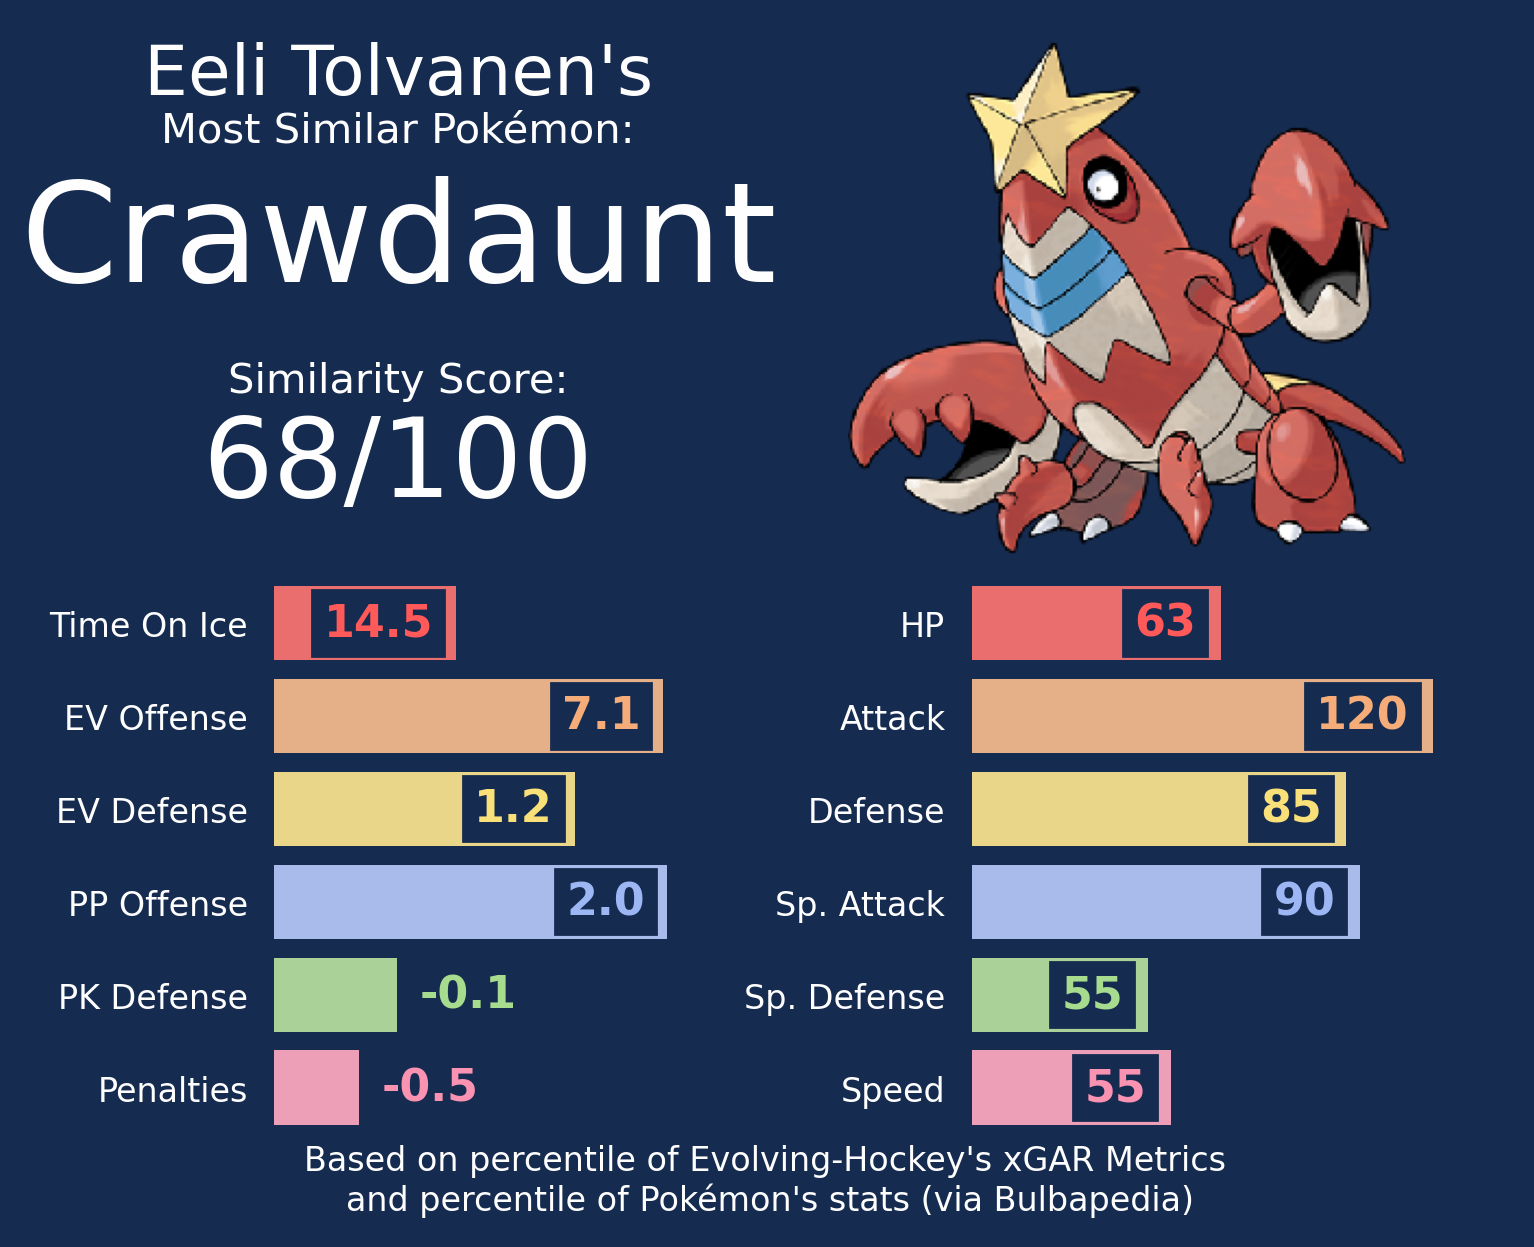 Eeli Tolvanen's
Most Similar Pokémon:
Crawdaunt
Similarity Score:
68/100
Time On Ice 14.5
EV Offense 7.1
EV Defense 1.2
PP Offense 2.0
PK Defense -0.1
Penalties -0.5
HP 63
Attack 120
Defense 85
Sp. Attack 90
Sp. Defense 55
Speed 55
Based on percentile of Evolving-Hockey's xGAR Metrics
and percentile of Pokémon's stats (via Bulbapedia)